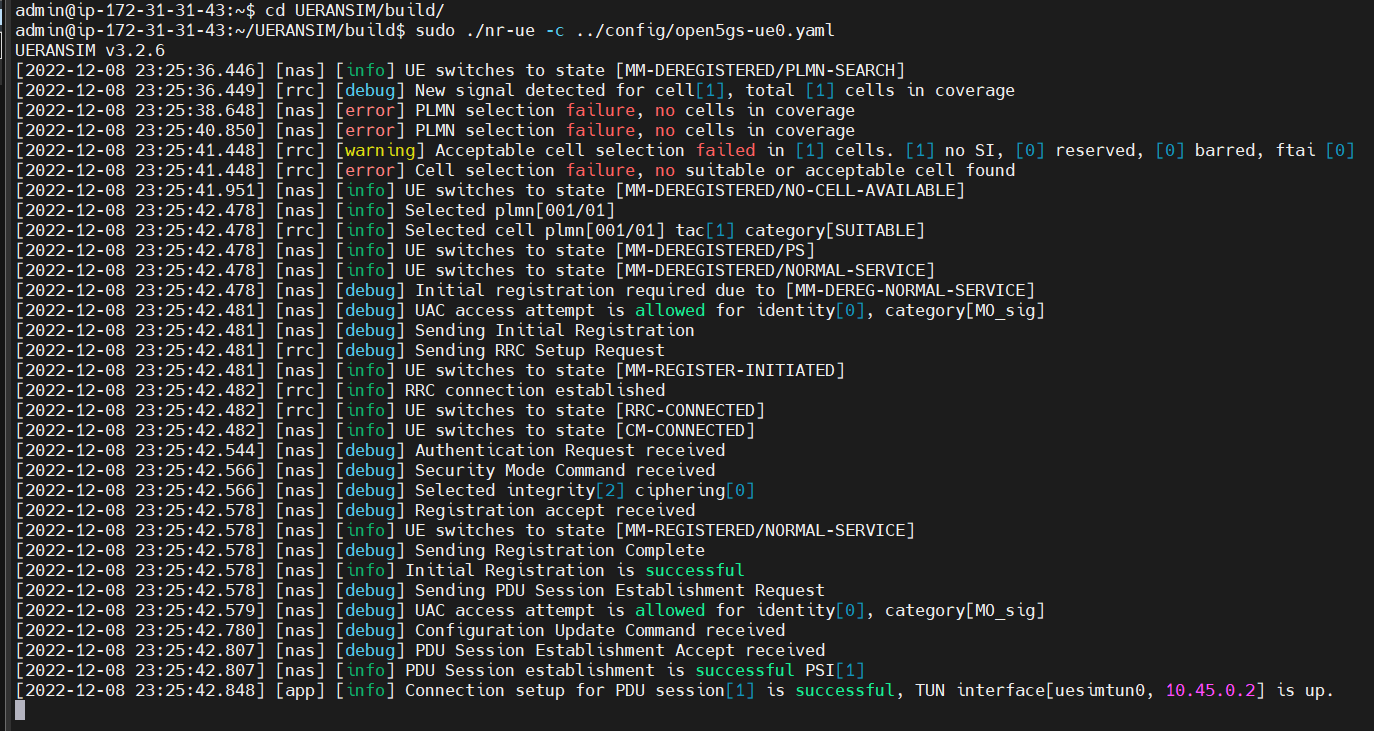 admin@ip-172-31-31-43:~$ cd UERANSIM/build/
admin@ip-172-31-31-43:~/UERANSIM/build$ sudo ./nr-ue -c ../config/open5gs-ue0.yaml
UERANSIM v3.2.6
[2022-12-08 23:25:36.446] [nas] [info] UE switches to state [MM-DEREGISTERED/PLMN-SEARCH]
[2022-12-08 23:25:36.449] [rrc] [debug] New signal detected for cell[1], total [1] cells in coverage
[2022-12-08 23:25:38.648] [nas] [error] PLMN selection failure, no cells in coverage
[2022-12-08 23:25:40.850] [nas] [error] PLMN selection failure, no cells in coverage
[2022-12-08 23:25:41.448] [rrc] [warning] Acceptable cell selection failed in [1] cells. [1] no SI, [0] reserved, [0] barred, ftai [0]
[2022-12-08 23:25:41.448] [rrc] [error] Cell selection failure, no suitable or acceptable cell found
[2022-12-08 23:25:41.951] [nas] [info] UE switches to state [MM-DEREGISTERED/NO-CELL-AVAILABLE]
[2022-12-08 23:25:42.478] [nas] [info] Selected plmn[001/01]
[2022-12-08 23:25:42.478] [rrc] [info] Selected cell plmn[001/01] tac[1] category[SUITABLE]
[2022-12-08 23:25:42.478] [nas] [info] UE switches to state [MM-DEREGISTERED/PS]
[2022-12-08 23:25:42.478] [nas] [info] UE switches to state [MM-DEREGISTERED/NORMAL-SERVICE]
[2022-12-08 23:25:42.478] [nas] [debug] Initial registration required due to [MM-DEREG-NORMAL-SERVICE]
[2022-12-08 23:25:42.481] [nas] [debug] UAC access attempt is allowed for identity[0], category[MO_sig]
[2022-12-08 23:25:42.481] [nas] [debug] Sending Initial Registration
[2022-12-08 23:25:42.481] [rrc] [debug] Sending RRC Setup Request
[2022-12-08 23:25:42.481] [nas] [info] UE switches to state [MM-REGISTER-INITIATED]
[2022-12-08 23:25:42.482] [rrc] [info] RRC connection established
[2022-12-08 23:25:42.482] [rrc] [info] UE switches to state [RRC-CONNECTED]
[2022-12-08 23:25:42.482] [nas] [info] UE switches to state [CM-CONNECTED]
[2022-12-08 23:25:42.544] [nas] [debug] Authentication Request received
[2022-12-08 23:25:42.566] [nas] [debug] Security Mode Command received
[2022-12-08 23:25:42.566] [nas] [debug] Selected integrity[2] ciphering[0]
[2022-12-08 23:25:42.578] [nas] [debug] Registration accept received
[2022-12-08 23:25:42.578] [nas] [info] UE switches to state [MM-REGISTERED/NORMAL-SERVICE]
[2022-12-08 23:25:42.578] [nas] [debug] Sending Registration Complete
[2022-12-08 23:25:42.578] [nas] [info] Initial Registration is successful
[2022-12-08 23:25:42.578] [nas] [debug] Sending PDU Session Establishment Request
[2022-12-08 23:25:42.579] [nas] [debug] UAC access attempt is allowed for identity[0], category[MO_sig]
[2022-12-08 23:25:42.780] [nas] [debug] Configuration Update Command received
[2022-12-08 23:25:42.807] [nas] [debug] PDU Session Establishment Accept received
[2022-12-08 23:25:42.807] [nas] [info] PDU Session establishment is successful PSI[1]
[2022-12-08 23:25:42.848] [app] [info] Connection setup for PDU session[1] is successful, TUN interface[uesimtun0, 10.45.0.2] is up.